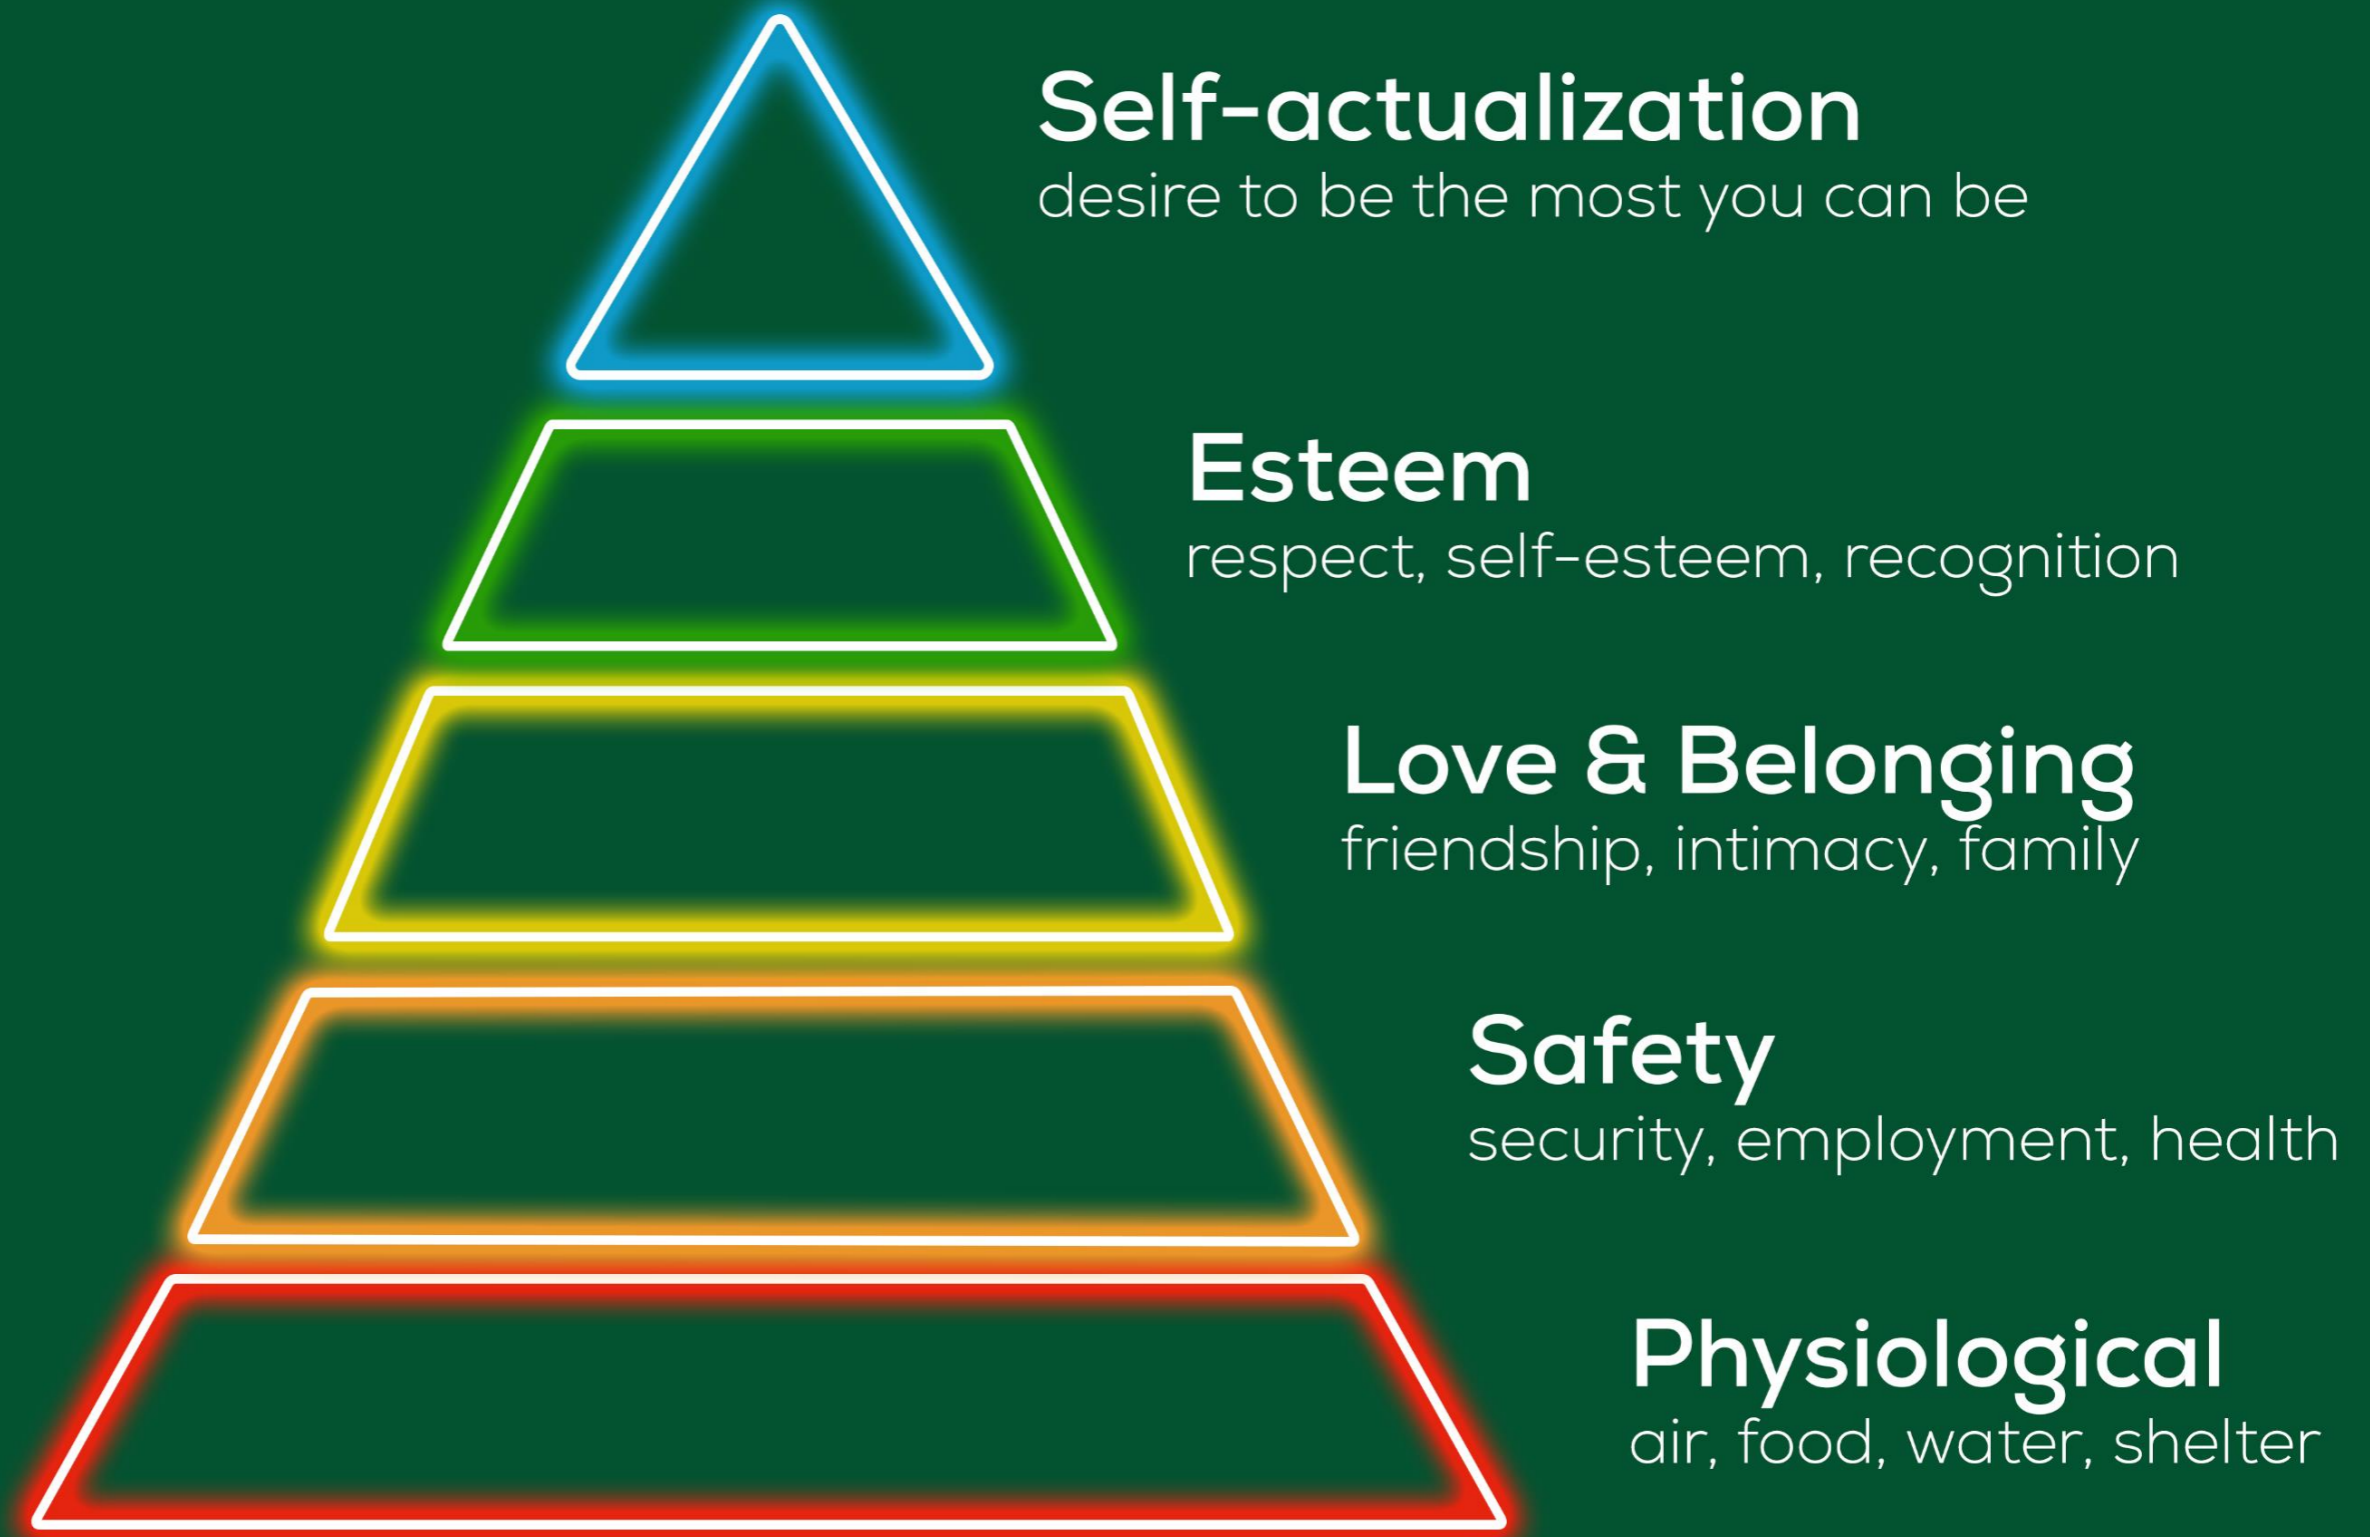 Self-actualization
desire to be the most you can be
Esteem
respect, self-esteem, recognition
Love & Belonging
friendship, intimacy, family
Safety
security, employment, health
Physiological
air, food, water, shelter